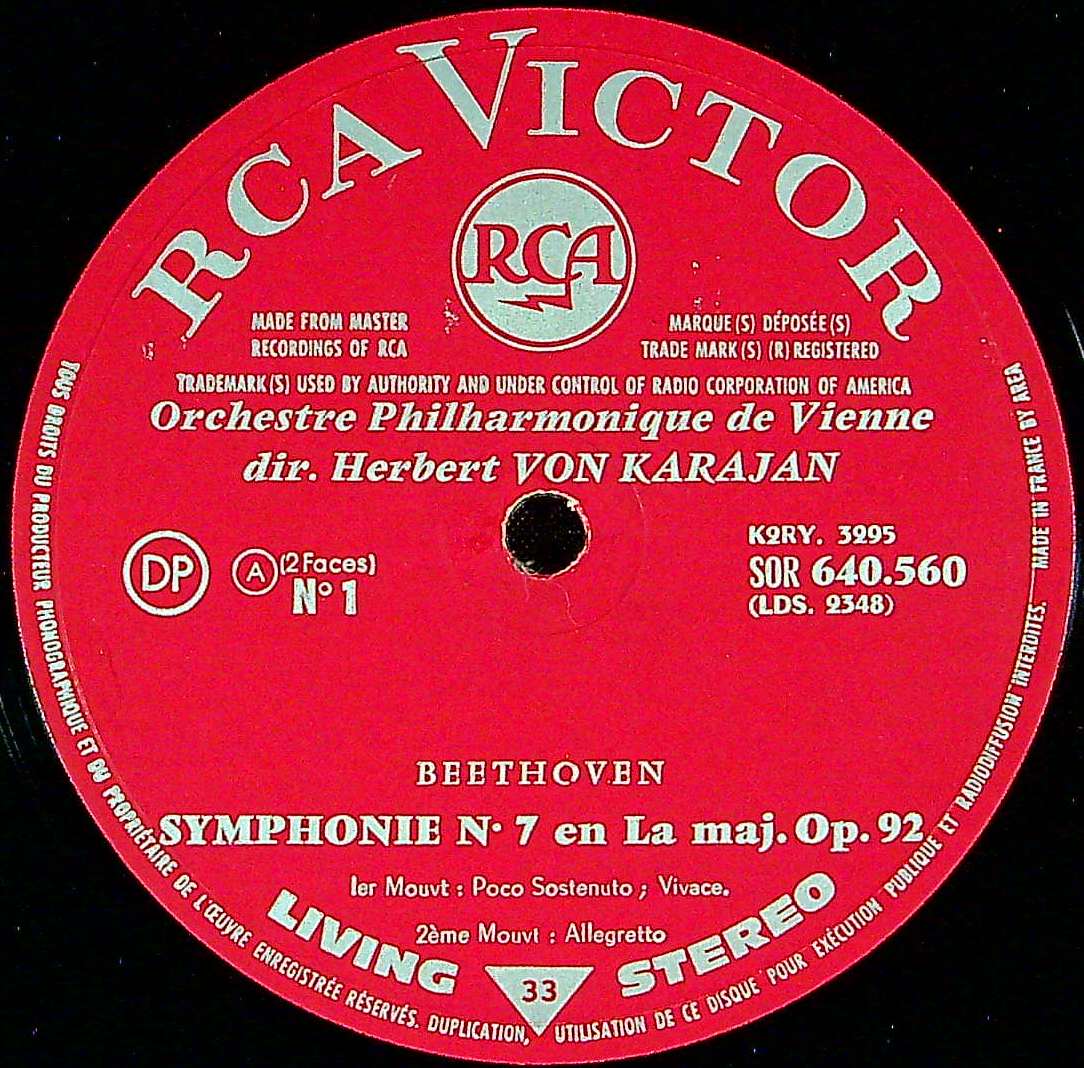 RCA VICTOR
RCA
MADE FROM MASTER
RECORDINGS OF RCA
MARQUE(S) DÉPOSÉE(S)
TRADE MARK(S) (R) REGISTERED
TRADEMARK(S) USED BY AUTHORITY AND UNDER CONTROL OF RADIO CORPORATION OF AMERICA
Orchestre Philharmonique de Vienne
dir. Herbert VON KARAJAN
DP
A (2 Faces)
N° 1
K2RY. 3295
SOR 640.560
(LDS. 2348)
BEETHOVEN
SYMPHONIE N· 7 en La maj. Op. 92
1er Mouvt : Poco Sostenuto ; Vivace.
2ème Mouvt : Allegretto
LIVING STEREO
33
TOUS DROITS DU PRODUCTEUR PHONOGRAPHIQUE ET DU PROPRIÉTAIRE DE L'ŒUVRE ENREGISTRÉE RÉSERVÉS. DUPLICATION, UTILISATION DE CE DISQUE POUR EXÉCUTION PUBLIQUE ET RADIODIFFUSION INTERDITES. MADE IN FRANCE BY AREA